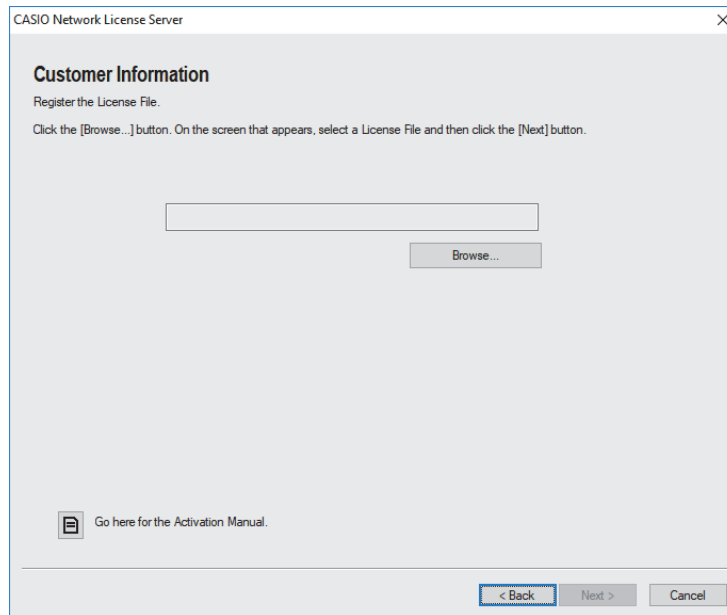 CASIO Network License Server
Customer Information
Register the License File.
Click the [Browse...] button. On the screen that appears, select a License File and then click the [Next] button.
Browse...
Go here for the Activation Manual.
< Back Next > Cancel